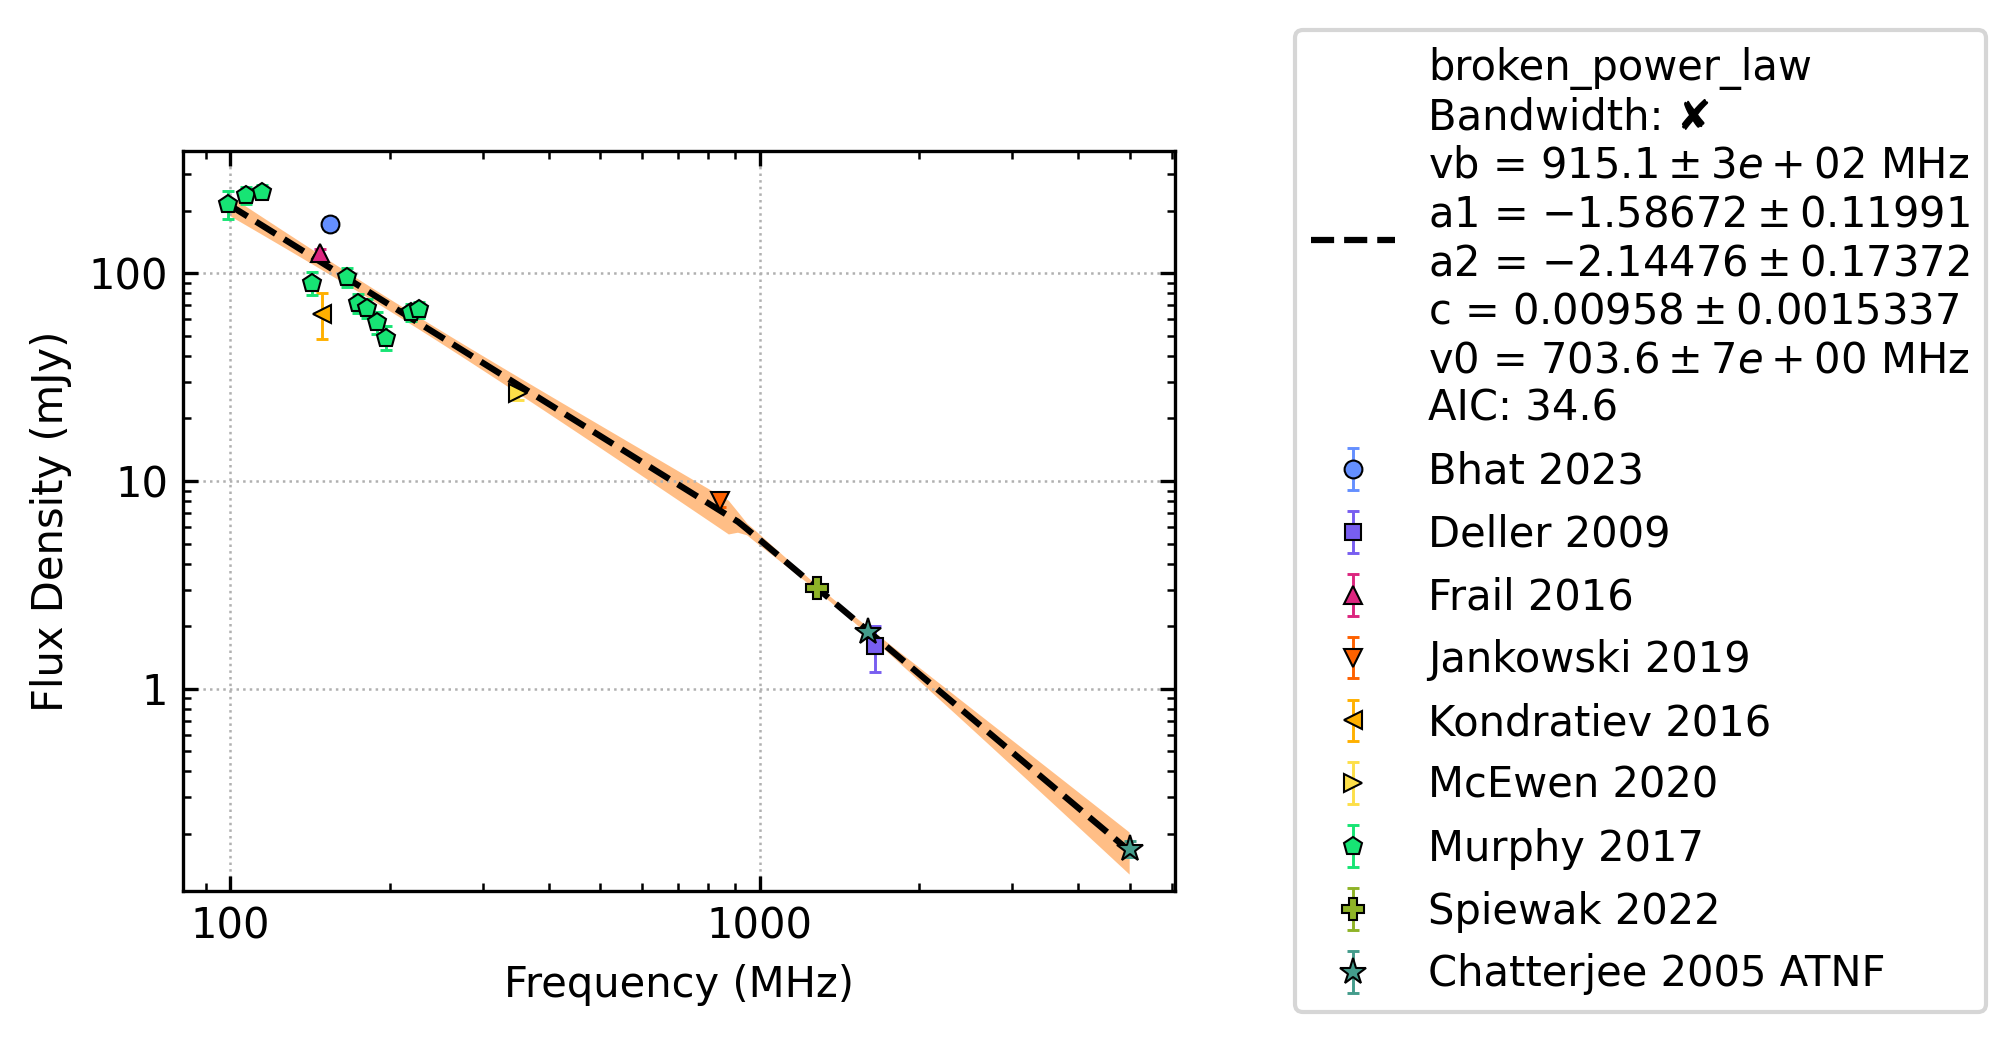 broken_power_law
Bandwidth: ✘
vb = 915.1 ± 3e + 02 MHz
a1 = −1.58672 ± 0.11991
a2 = −2.14476 ± 0.17372
c = 0.00958 ± 0.0015337
v0 = 703.6 ± 7e + 00 MHz
AIC: 34.6
Bhat 2023
Deller 2009
Frail 2016
Jankowski 2019
Kondratiev 2016
McEwen 2020
Murphy 2017
Spiewak 2022
Chatterjee 2005 ATNF
Flux Density (mJy)
100
10
1
100
1000
Frequency (MHz)